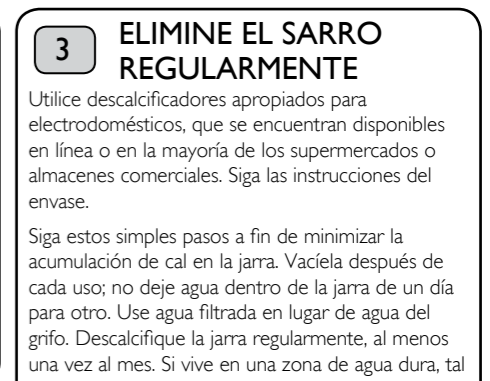 3
ELIMINE EL SARRO
REGULARMENTE
Utilice descalcificadores apropiados para
electrodomésticos, que se encuentran disponibles
en línea o en la mayoría de los supermercados o
almacenes comerciales. Siga las instrucciones del
envase.
Siga estos simples pasos a fin de minimizar la
acumulación de cal en la jarra. Vacíela después de
cada uso; no deje agua dentro de la jarra de un día
para otro. Use agua filtrada en lugar de agua del
grifo. Descalcifique la jarra regularmente, al menos
una vez al mes. Si vive en una zona de agua dura, tal